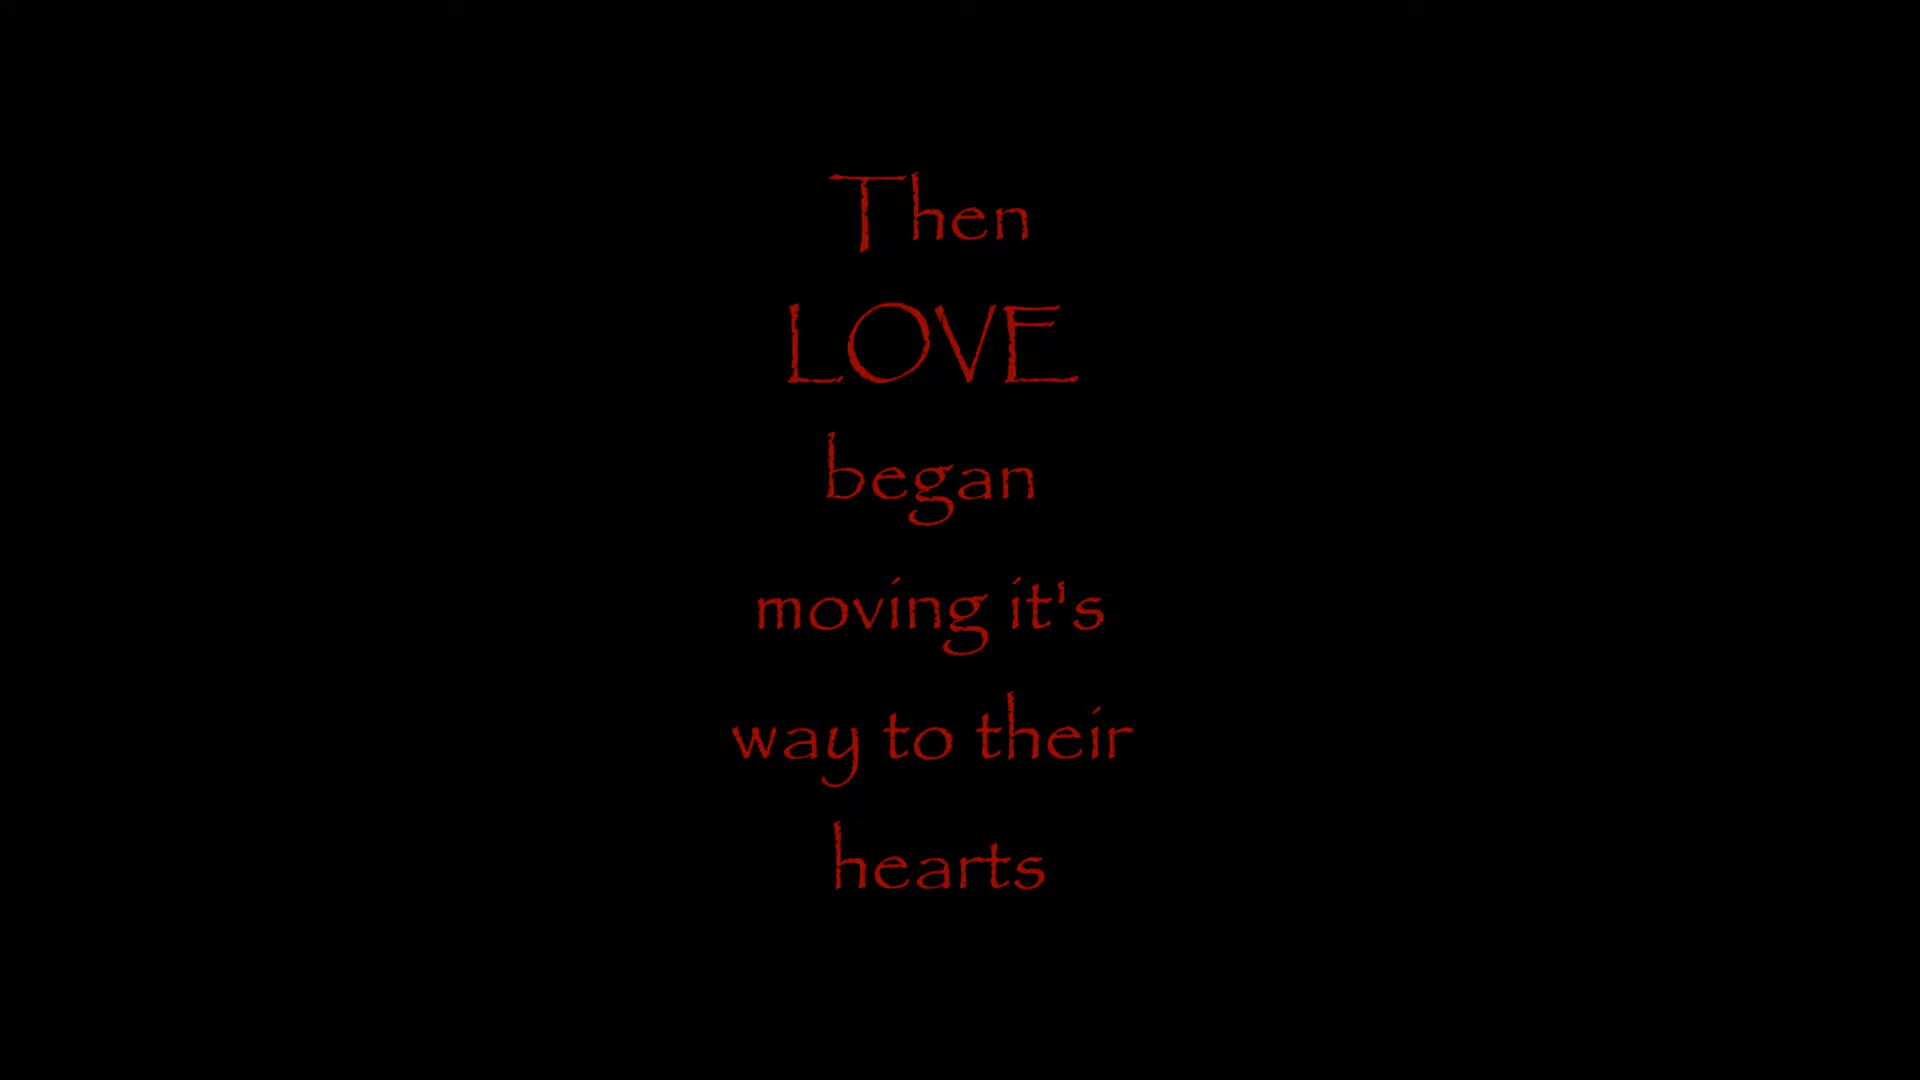 Then
LOVE
began
moving it's
way to their
hearts